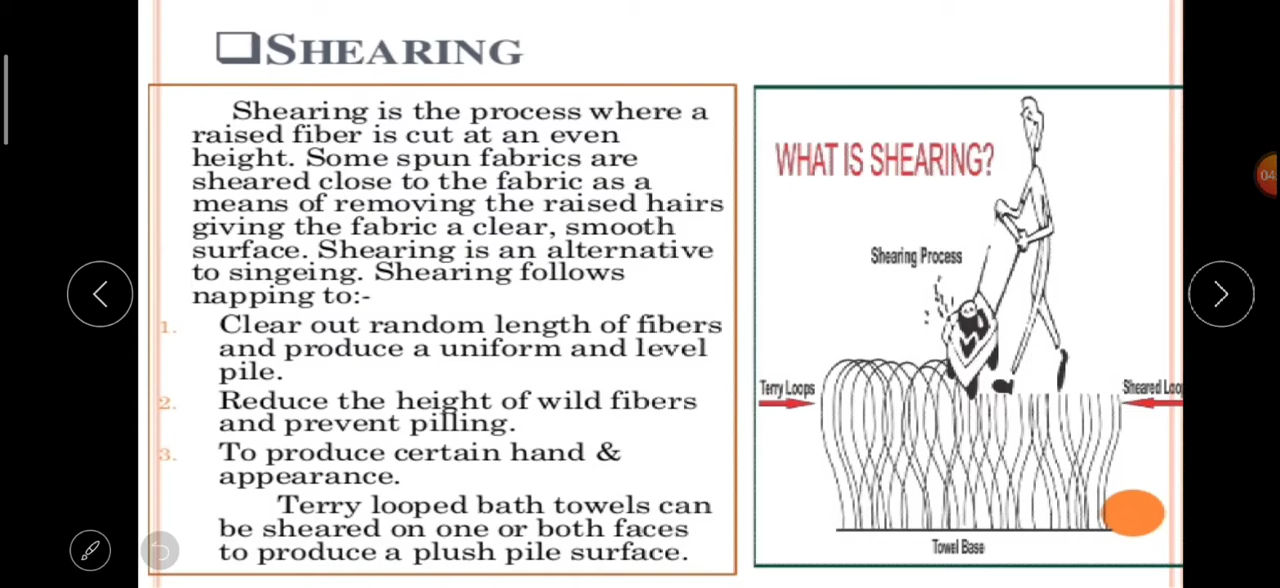 ❑SHEARING
Shearing is the process where a
raised fiber is cut at an even
height. Some spun fabrics are
sheared close to the fabric as a
means of removing the raised hairs
giving the fabric a clear, smooth
surface. Shearing is an alternative
to singeing. Shearing follows
napping to:-
1. Clear out random length of fibers
and produce a uniform and level
pile.
2. Reduce the height of wild fibers
and prevent pilling.
3. To produce certain hand &
appearance.
Terry looped bath towels can
be sheared on one or both faces
to produce a plush pile surface.
WHAT IS SHEARING?
Shearing Process
Terry Loops
Sheared Loo
Towel Base
04